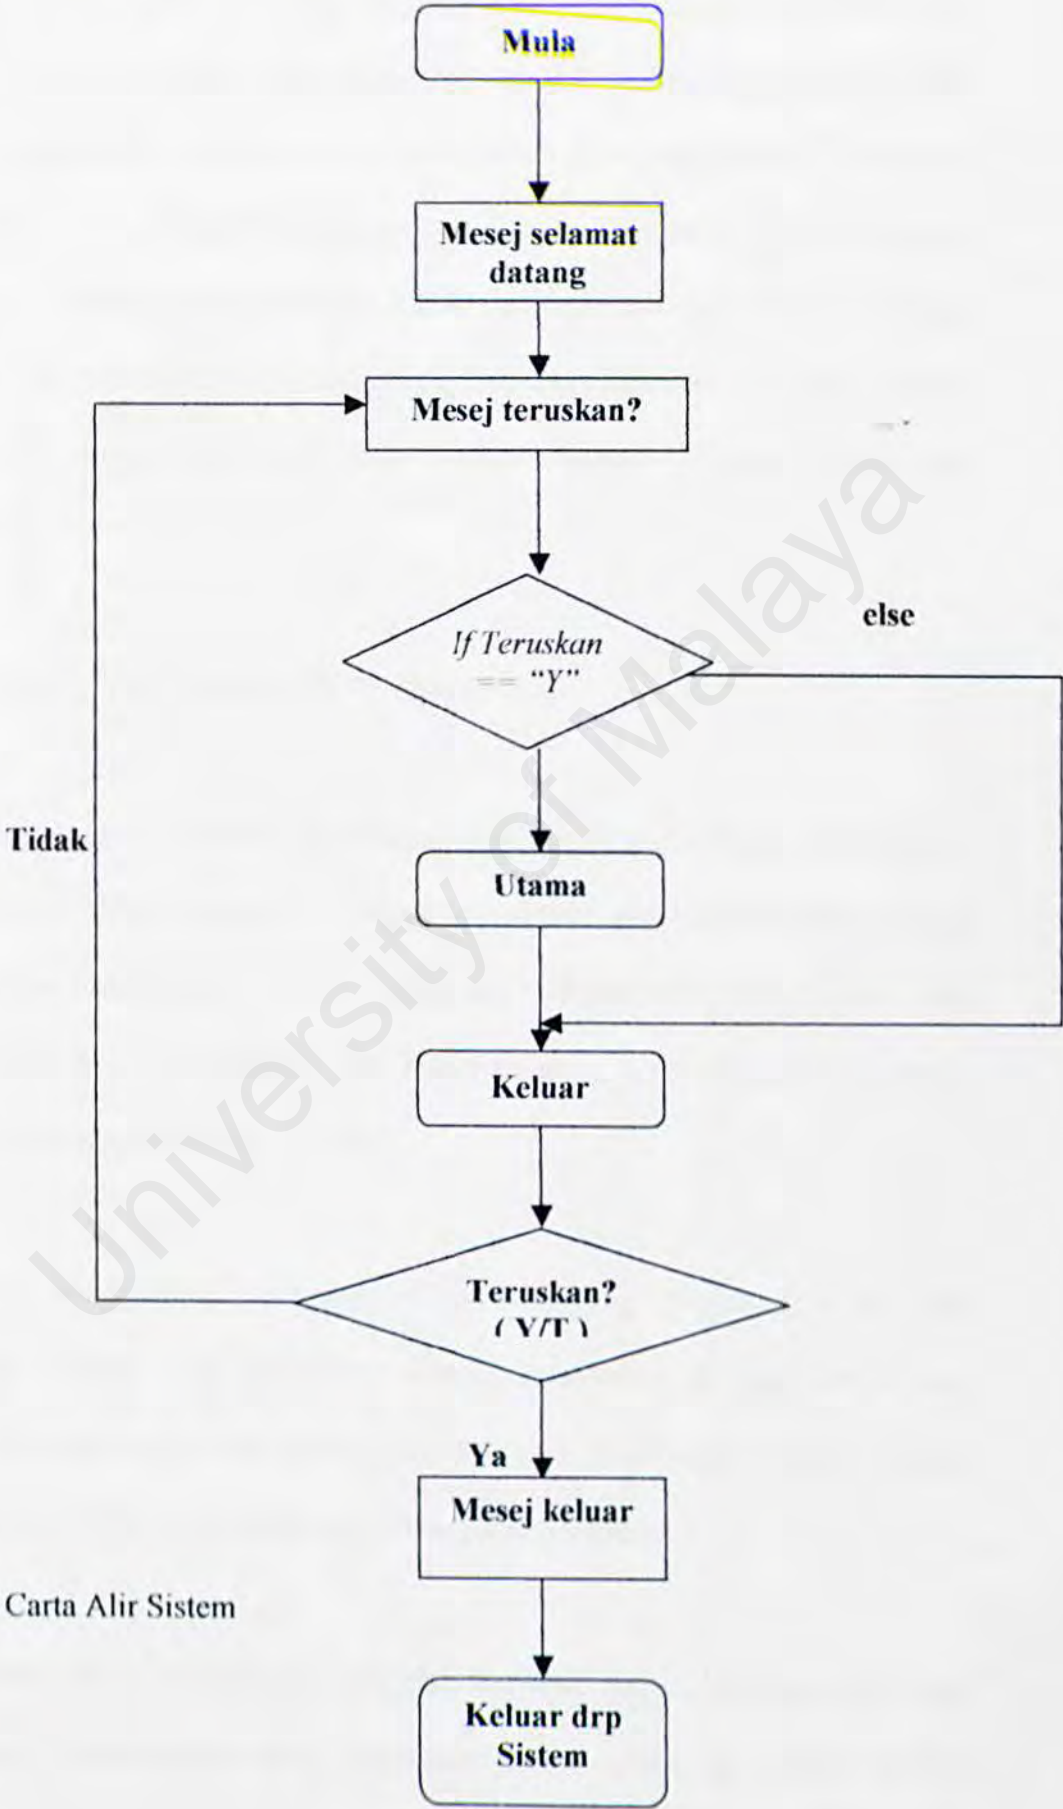 Mula
Mesej selamat
datang
Mesej teruskan?
If Teruskan
== "Y"
else
Tidak
Utama
Keluar
Teruskan?
( Y/T )
Ya
Mesej keluar
Carta Alir Sistem
Keluar drp
Sistem
University of Malaya